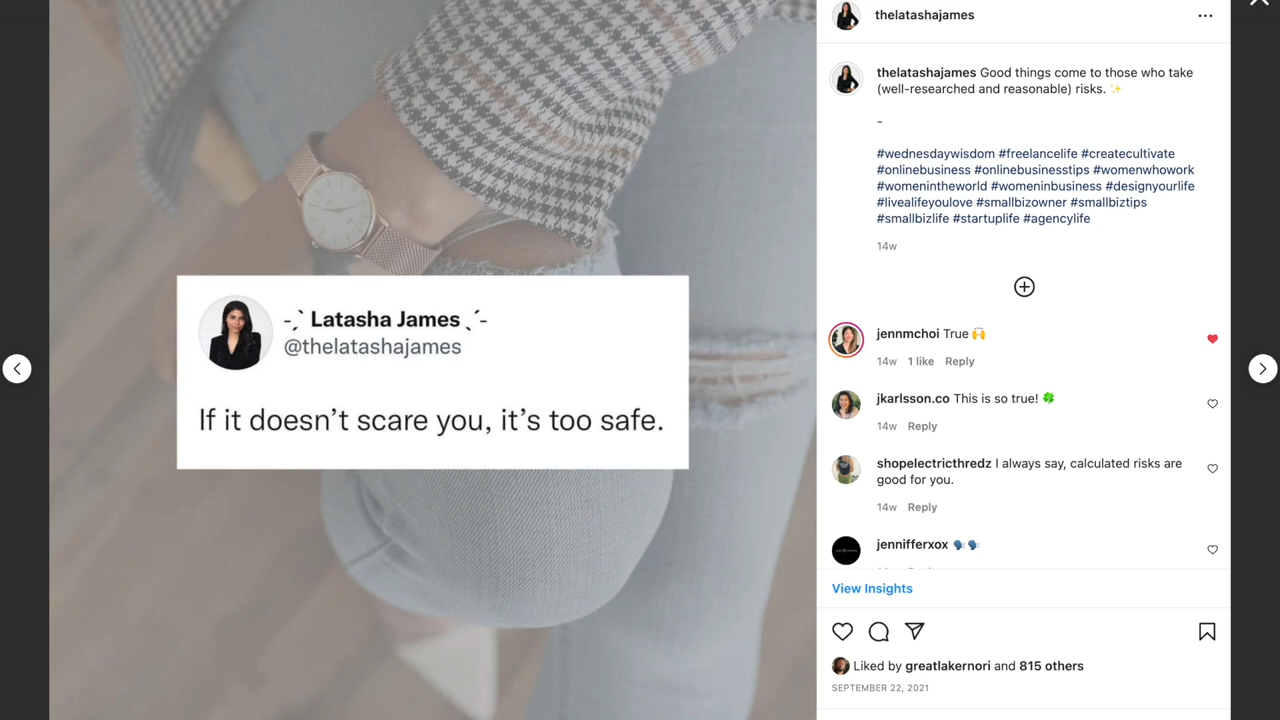 thelatashajames
thelatashajames Good things come to those who take
(well-researched and reasonable) risks. ✨
-
#wednesdaywisdom #freelancelife #createcultivate
#onlinebusiness #onlinebusinesstips #womenwhowork
#womenintheworld #womeninbusiness #designyourlife
#livealifeyoulove #smallbizowner #smallbiztips
#smallbizlife #startuplife #agencylife
14w
-ˏˋ Latasha James ˎˊ-
@thelatashajames
If it doesn’t scare you, it’s too safe.
jennmchoi True 🙌
14w 1 like Reply
jkarlsson.co This is so true! 🍀
14w Reply
shopelectricthredz I always say, calculated risks are
good for you.
14w Reply
jennifferxox 🗣️🗣️
View Insights
Liked by greatlakernori and 815 others
SEPTEMBER 22, 2021